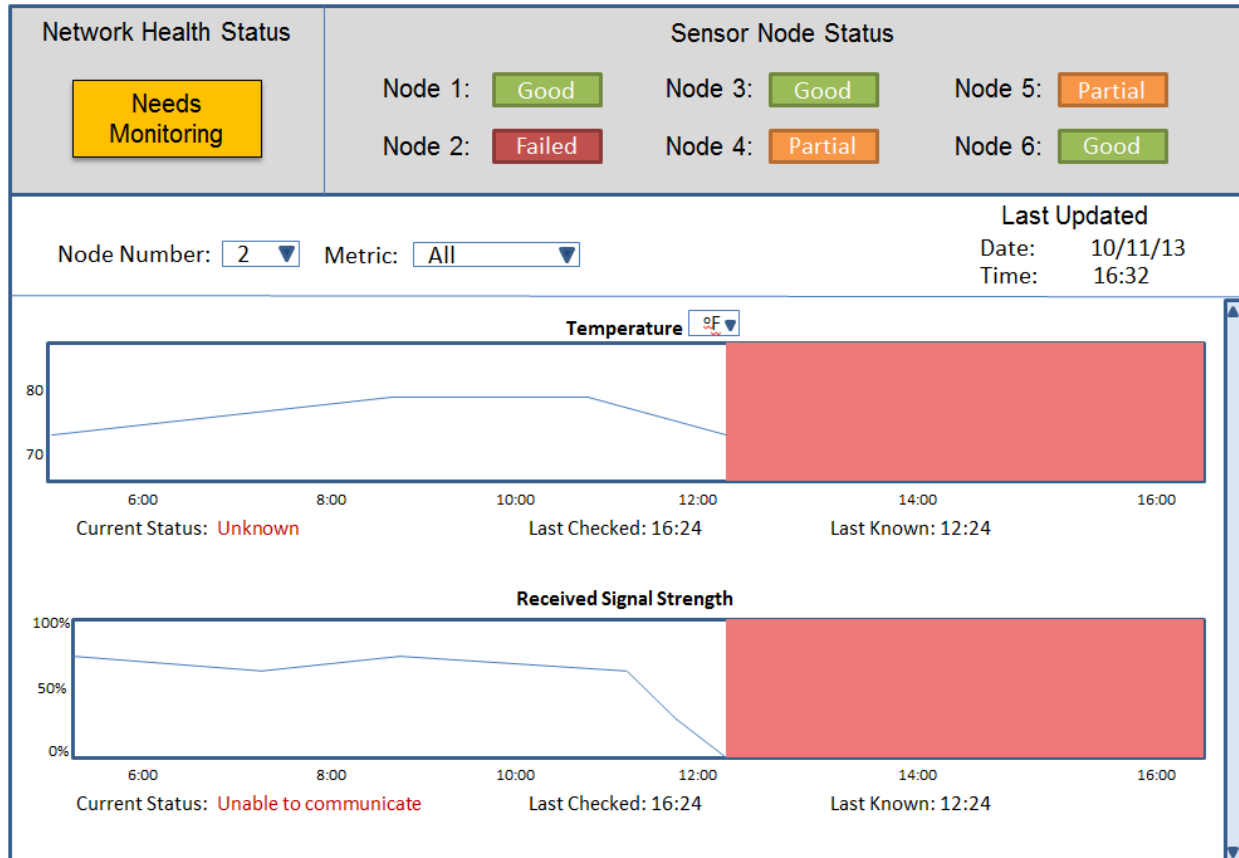 Network Health Status
Sensor Node Status
Needs
Monitoring
Node 1: Good Node 3: Good Node 5: Partial
Node 2: Failed Node 4: Partial Node 6: Good
Last Updated
Node Number: 2 Metric: All
Date: 10/11/13
Time: 16:32
Temperature ºF
80
70
6:00 8:00 10:00 12:00 14:00 16:00
Current Status: Unknown Last Checked: 16:24 Last Known: 12:24
Received Signal Strength
100%
50%
0%
6:00 8:00 10:00 12:00 14:00 16:00
Current Status: Unable to communicate Last Checked: 16:24 Last Known: 12:24